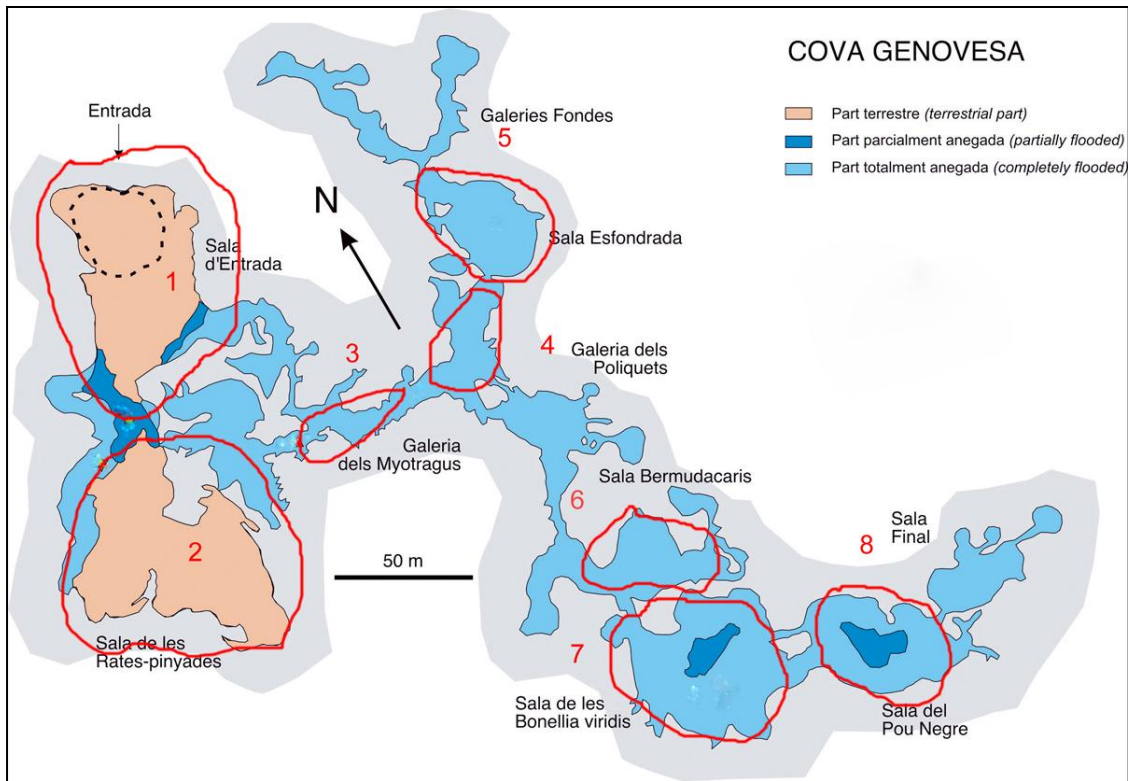 COVA GENOVESA
Part terrestre (terrestrial part)
Part parcialment anegada (partially flooded)
Part totalment anegada (completely flooded)
Entrada
Galeries Fondes
5
N
Sala
d'Entrada
1
Sala Esfondrada
3
4
Galeria dels
Poliquets
Galeria
dels Myotragus
Sala Bermudacaris
6
2
50 m
8
Sala
Final
Sala de les
Rates-pinyades
7
Sala de les
Bonellia viridis
Sala del
Pou Negre